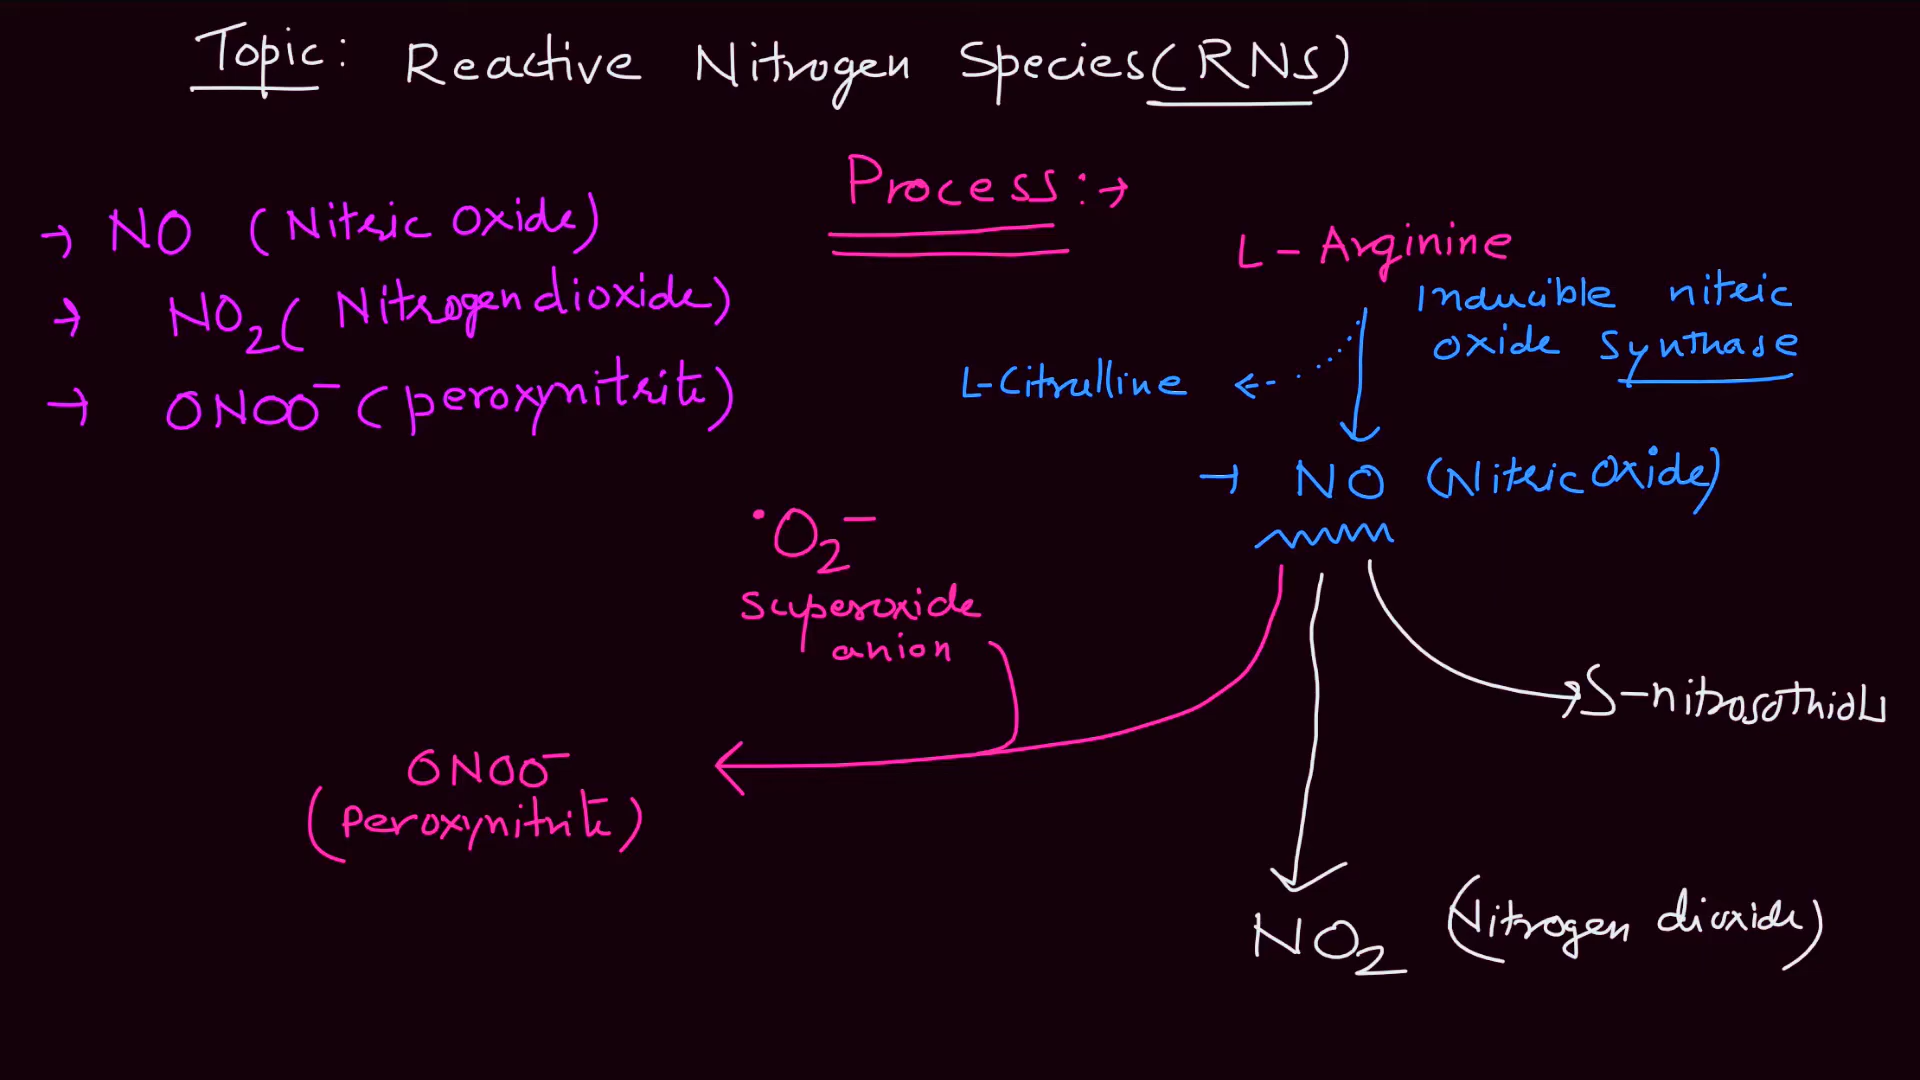 Topic: Reactive Nitrogen Species (RNS)
→ NO (Nitric oxide)
→ NO2 (Nitrogen dioxide)
→ ONOO⁻ (peroxynitrite)
Process:→
L-Arginine
Inducible nitric
oxide synthase
L-Citrulline
→ NO (Nitric Oxide)
•O2⁻
superoxide
anion
S-nitrosothiols
ONOO⁻
(Peroxynitrite)
NO2 (Nitrogen dioxide)